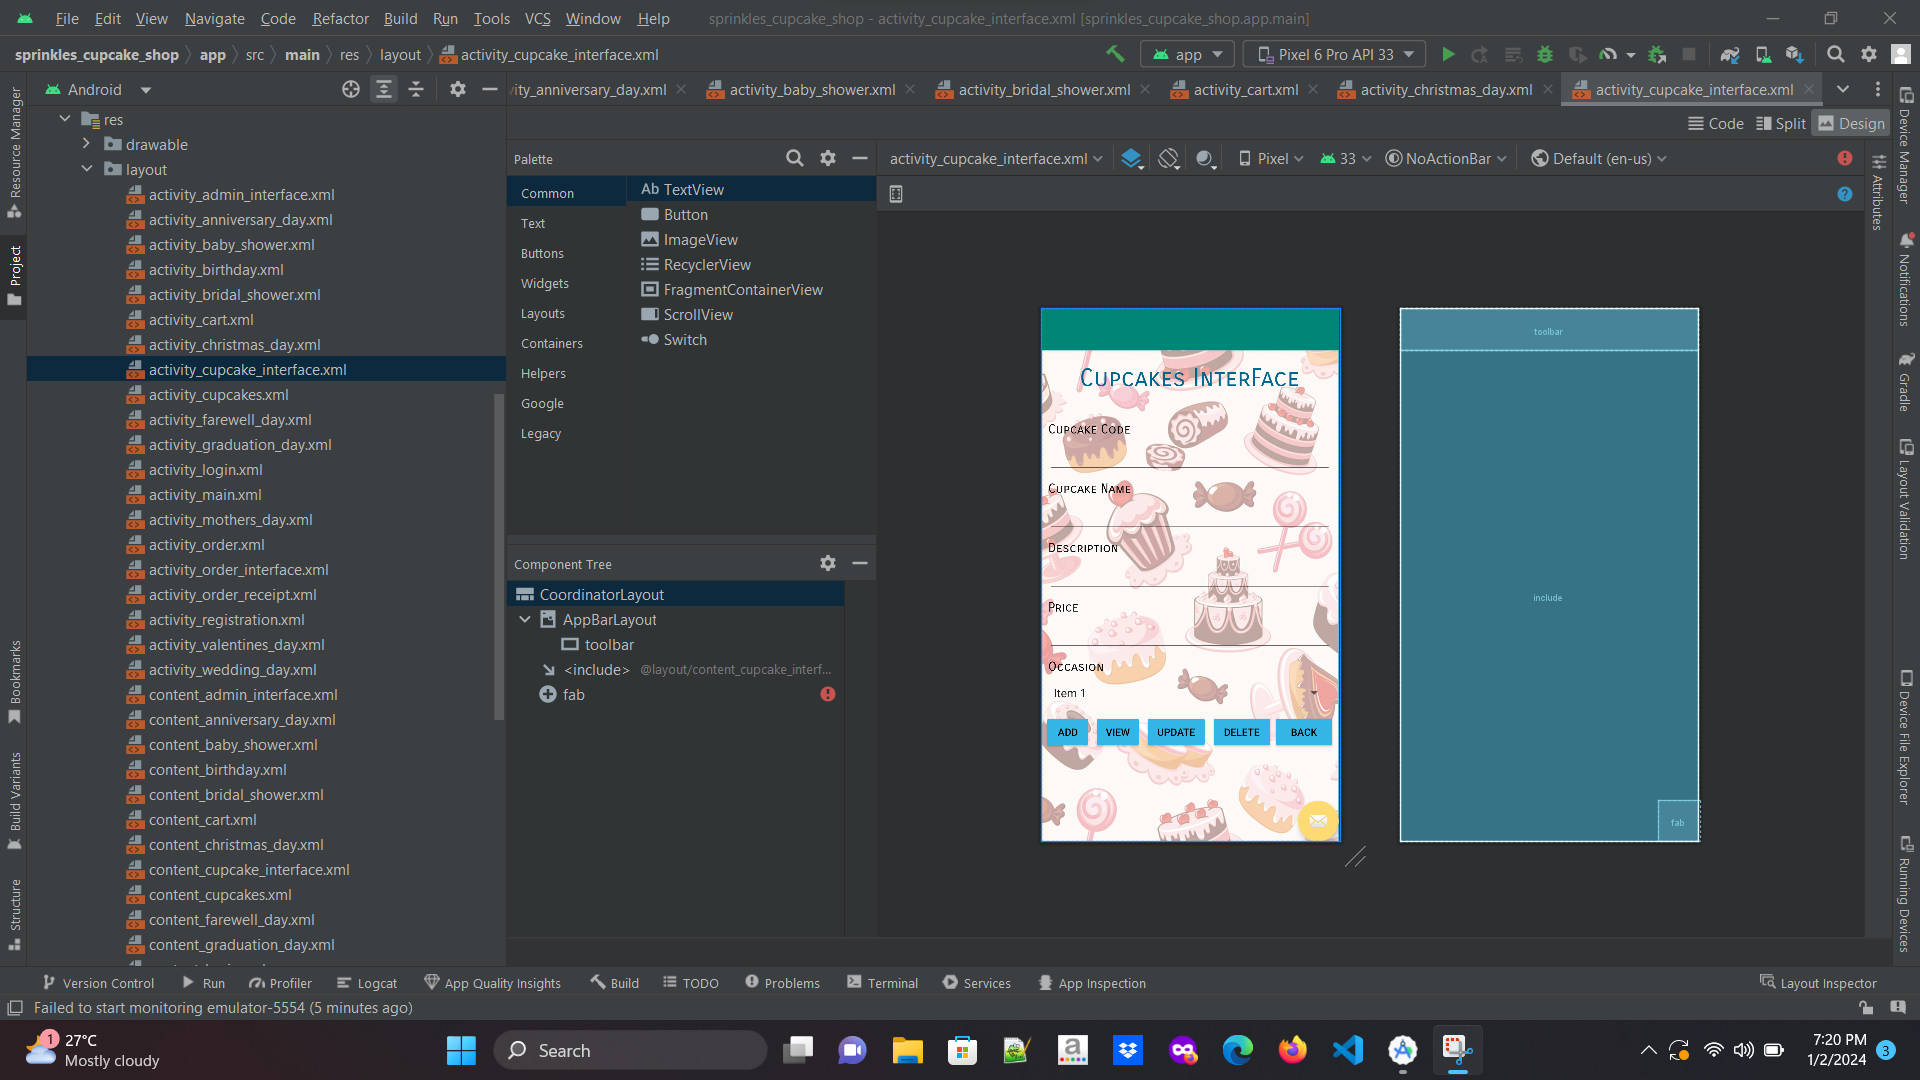 File Edit View Navigate Code Refactor Build Run Tools VCS Window Help sprinkles_cupcake_shop - activity_cupcake_interface.xml [sprinkles_cupcake_shop.app.main]
sprinkles_cupcake_shop app src main res layout activity_cupcake_interface.xml app Pixel 6 Pro API 33
Android
vity_anniversary_day.xml activity_baby_shower.xml activity_bridal_shower.xml activity_cart.xml activity_christmas_day.xml activity_cupcake_interface.xml
Code Split Design
Resource Manager
Project
Bookmarks
Build Variants
Structure
res
drawable
layout
activity_admin_interface.xml
activity_anniversary_day.xml
activity_baby_shower.xml
activity_birthday.xml
activity_bridal_shower.xml
activity_cart.xml
activity_christmas_day.xml
activity_cupcake_interface.xml
activity_cupcakes.xml
activity_farewell_day.xml
activity_graduation_day.xml
activity_login.xml
activity_main.xml
activity_mothers_day.xml
activity_order.xml
activity_order_interface.xml
activity_order_receipt.xml
activity_registration.xml
activity_valentines_day.xml
activity_wedding_day.xml
content_admin_interface.xml
content_anniversary_day.xml
content_baby_shower.xml
content_birthday.xml
content_bridal_shower.xml
content_cart.xml
content_christmas_day.xml
content_cupcake_interface.xml
content_cupcakes.xml
content_farewell_day.xml
content_graduation_day.xml
Palette
Common
Text
Buttons
Widgets
Layouts
Containers
Helpers
Google
Legacy
Ab TextView
Button
ImageView
RecyclerView
FragmentContainerView
ScrollView
Switch
Component Tree
CoordinatorLayout
AppBarLayout
toolbar
<include> @layout/content_cupcake_interf...
fab
activity_cupcake_interface.xml Pixel 33 NoActionBar Default (en-us)
Cupcakes InterFace
Cupcake Code
Cupcake Name
Description
Price
Occasion
Item 1
ADD VIEW UPDATE DELETE BACK
toolbar
include
fab
Attributes
Device Manager
Notifications
Gradle
Layout Validation
Device File Explorer
Running Devices
Version Control Run Profiler Logcat App Quality Insights Build TODO Problems Terminal Services App Inspection Layout Inspector
Failed to start monitoring emulator-5554 (5 minutes ago)
1
27°C
Mostly cloudy
Search
a
7:20 PM
1/2/2024
3